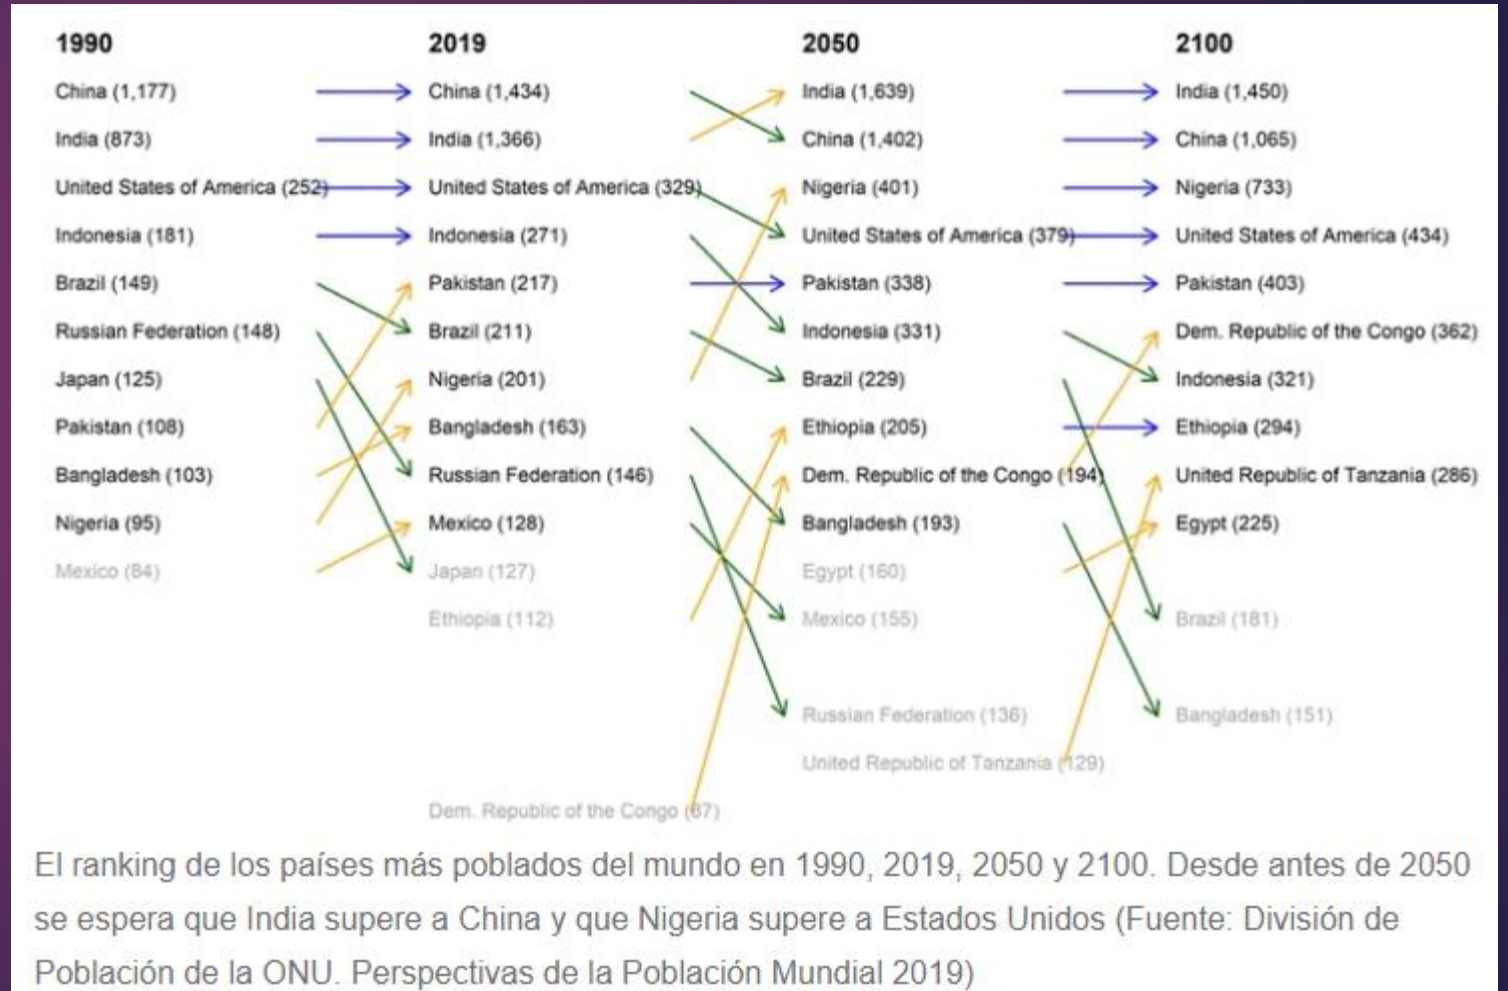 1990 2019 2050 2100
China (1,177) China (1,434) India (1,639) India (1,450)
India (873) India (1,366) China (1,402) China (1,065)
United States of America (252) United States of America (329) Nigeria (401) Nigeria (733)
Indonesia (181) Indonesia (271) United States of America (379) United States of America (434)
Brazil (149) Pakistan (217) Pakistan (338) Pakistan (403)
Russian Federation (148) Brazil (211) Indonesia (331) Dem. Republic of the Congo (362)
Japan (125) Nigeria (201) Brazil (229) Indonesia (321)
Pakistan (108) Bangladesh (163) Ethiopia (205) Ethiopia (294)
Bangladesh (103) Russian Federation (146) Dem. Republic of the Congo (194) United Republic of Tanzania (286)
Nigeria (95) Mexico (128) Bangladesh (193) Egypt (225)
Mexico (84) Japan (127) Egypt (160)
Ethiopia (112) Mexico (155) Brazil (181)
Russian Federation (136) Bangladesh (151)
United Republic of Tanzania (129)
Dem. Republic of the Congo (87)
El ranking de los países más poblados del mundo en 1990, 2019, 2050 y 2100. Desde antes de 2050
se espera que India supere a China y que Nigeria supere a Estados Unidos (Fuente: División de
Población de la ONU. Perspectivas de la Población Mundial 2019)